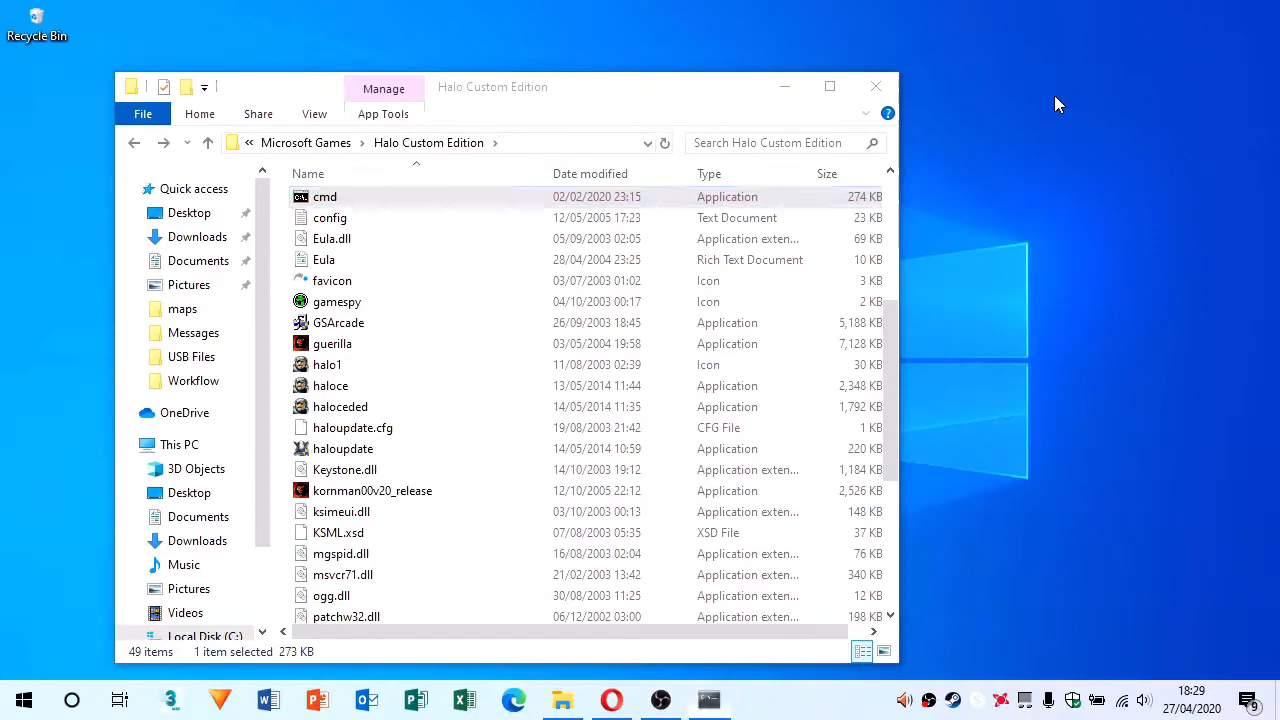 Recycle Bin
Manage
Halo Custom Edition
File
Home
Share
View
App Tools
« Microsoft Games > Halo Custom Edition >
Search Halo Custom Edition
Name Date modified Type Size
Quick access
Desktop
Downloads
Documents
Pictures
maps
Messages
USB Files
Workflow
OneDrive
This PC
3D Objects
Desktop
Documents
Downloads
Music
Pictures
Videos
Local Disk (C:)
cmd 02/02/2020 23:15 Application 274 KB
config 12/05/2005 17:23 Text Document 23 KB
Eula.dll 05/09/2003 02:05 Application exten... 69 KB
Eula 28/04/2004 23:25 Rich Text Document 10 KB
favicon 03/07/2003 01:02 Icon 3 KB
gamespy 04/10/2003 00:17 Icon 2 KB
GSArcade 26/09/2003 18:45 Application 5,188 KB
guerilla 03/05/2004 19:58 Application 7,128 KB
halo1 11/08/2003 02:39 Icon 30 KB
haloce 13/05/2014 11:44 Application 2,348 KB
haloceded 14/05/2014 11:35 Application 1,792 KB
haloupdate.cfg 19/08/2003 21:42 CFG File 1 KB
haloupdate 14/05/2014 10:59 Application 220 KB
Keystone.dll 14/10/2003 19:12 Application exten... 1,184 KB
kornman00v20_release 12/10/2005 22:12 Application 2,526 KB
ksimeui.dll 03/10/2003 00:13 Application exten... 148 KB
KSML.xsd 07/08/2003 05:35 XSD File 37 KB
mgspid.dll 16/08/2003 02:04 Application exten... 76 KB
msvcr71.dll 21/02/2003 13:42 Application exten... 340 KB
ogg.dll 30/08/2003 11:25 Application exten... 12 KB
patchw32.dll 06/12/2002 03:00 Application exten... 198 KB
49 items 1 item selected 273 KB
18:29
27/04/2020
9